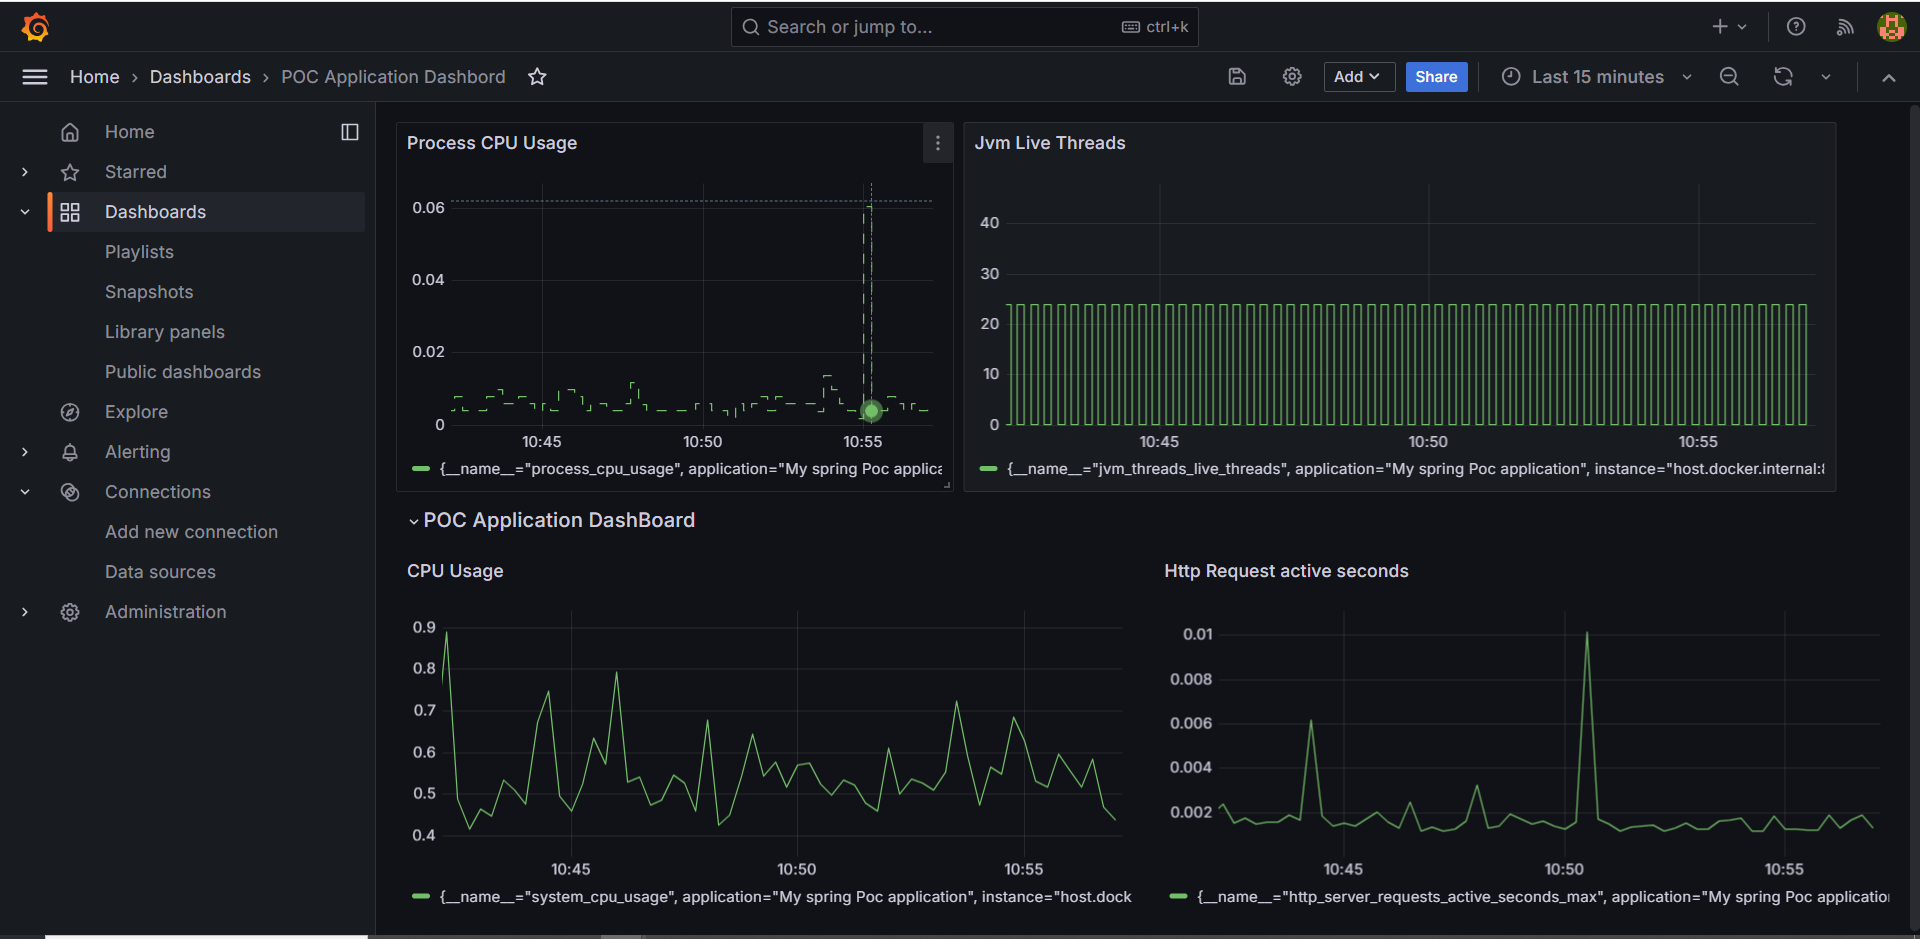 Search or jump to...
ctrl+k
Home
Dashboards
POC Application Dashbord
Add
Share
Last 15 minutes
Home
Starred
Dashboards
Playlists
Snapshots
Library panels
Public dashboards
Explore
Alerting
Connections
Add new connection
Data sources
Administration
Process CPU Usage
0.06
0.04
0.02
0
10:45 10:50 10:55
{__name__="process_cpu_usage", application="My spring Poc applica
Jvm Live Threads
40
30
20
10
0
10:45 10:50 10:55
{__name__="jvm_threads_live_threads", application="My spring Poc application", instance="host.docker.internal:8
POC Application DashBoard
CPU Usage
0.9
0.8
0.7
0.6
0.5
0.4
10:45 10:50 10:55
{__name__="system_cpu_usage", application="My spring Poc application", instance="host.dock
Http Request active seconds
0.01
0.008
0.006
0.004
0.002
10:45 10:50 10:55
{__name__="http_server_requests_active_seconds_max", application="My spring Poc application